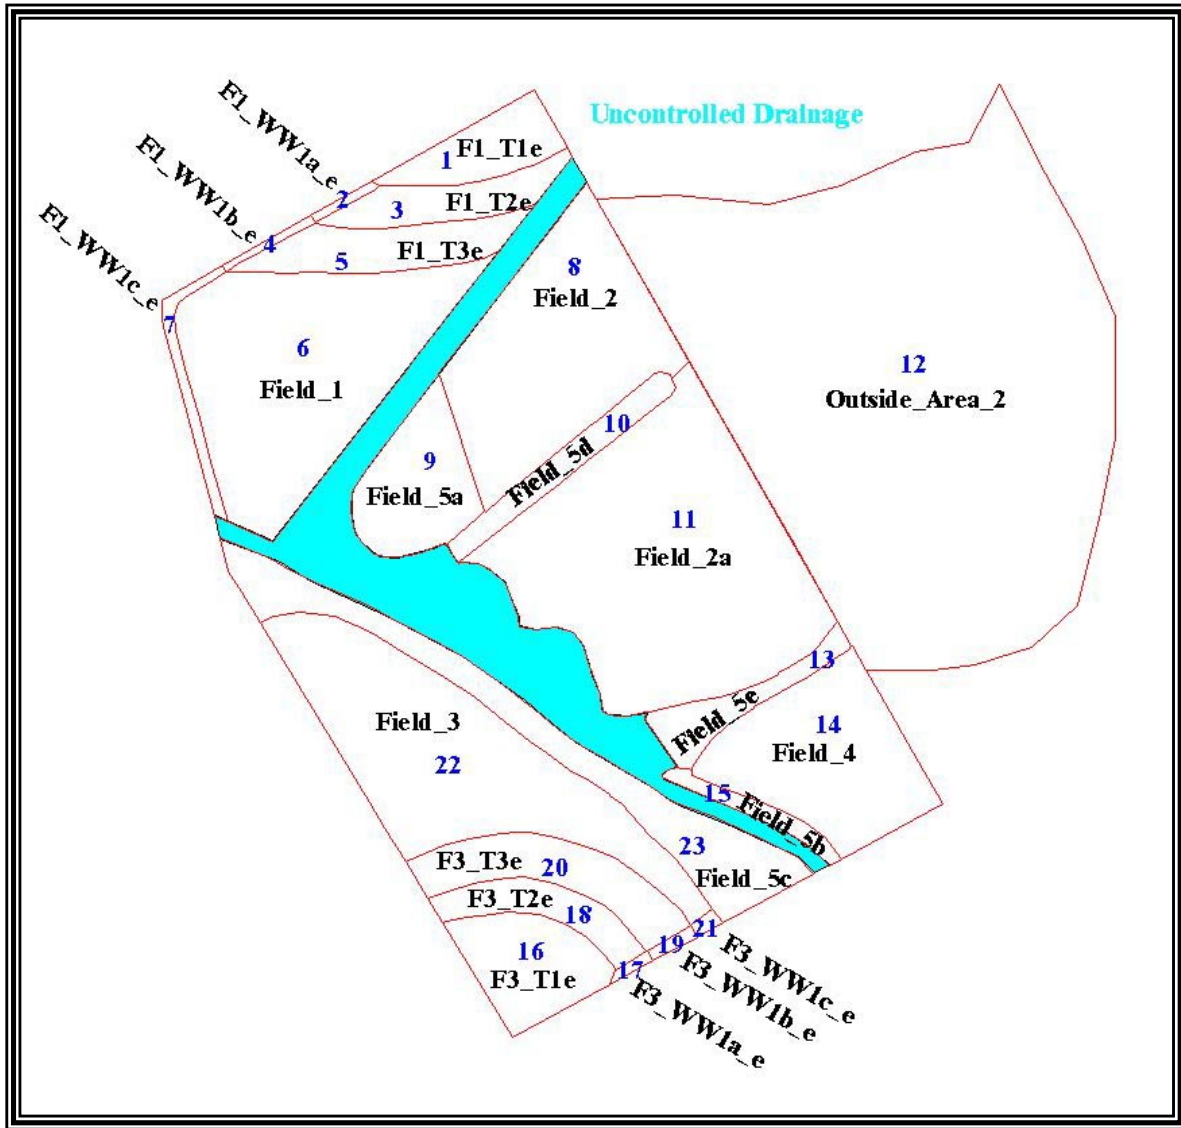 Uncontrolled Drainage
F1_WW1a_e
1
F1_T1e
F1_WW1b_e
2
3
F1_T2e
F1_WW1c_e
4
5
F1_T3e
7
8
Field_2
6
Field_1
12
Outside_Area_2
10
Field_5d
9
Field_5a
11
Field_2a
13
Field_5e
Field_3
22
14
Field_4
15
Field_5b
23
Field_5c
F3_T3e
20
F3_T2e
18
16
F3_T1e
17
19
21
F3_WW1c_e
F3_WW1b_e
F3_WW1a_e